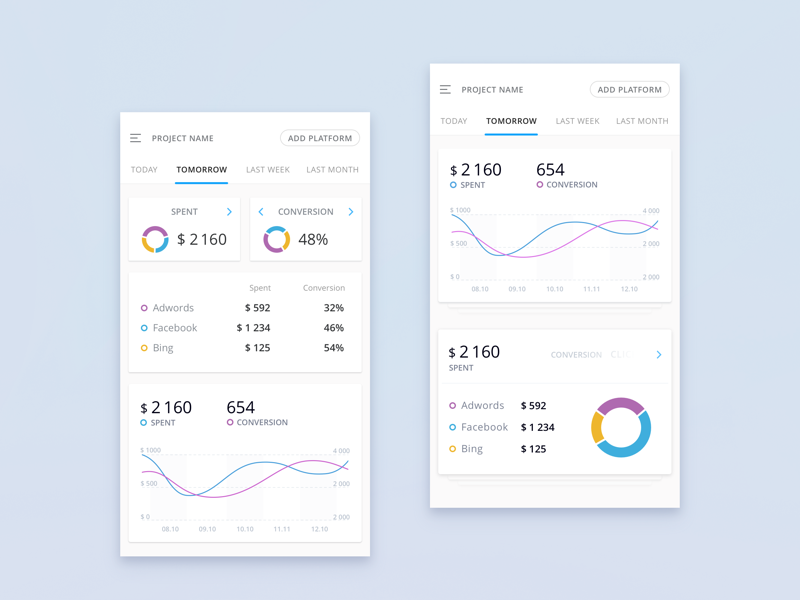 PROJECT NAME
ADD PLATFORM
TODAY TOMORROW LAST WEEK LAST MONTH
SPENT
$ 2 160
CONVERSION
48%
Spent Conversion
Adwords $ 592 32%
Facebook $ 1 234 46%
Bing $ 125 54%
$ 2 160 654
SPENT CONVERSION
$ 1000 4 000
$ 500 2 000
$ 0 2 000
08.10 09.10 10.10 11.11 12.10
PROJECT NAME
ADD PLATFORM
TODAY TOMORROW LAST WEEK LAST MONTH
$ 2 160 654
SPENT CONVERSION
$ 1000 4 000
$ 500 2 000
$ 0 2 000
08.10 09.10 10.10 11.11 12.10
$ 2 160 CONVERSION
SPENT
Adwords $ 592
Facebook $ 1 234
Bing $ 125